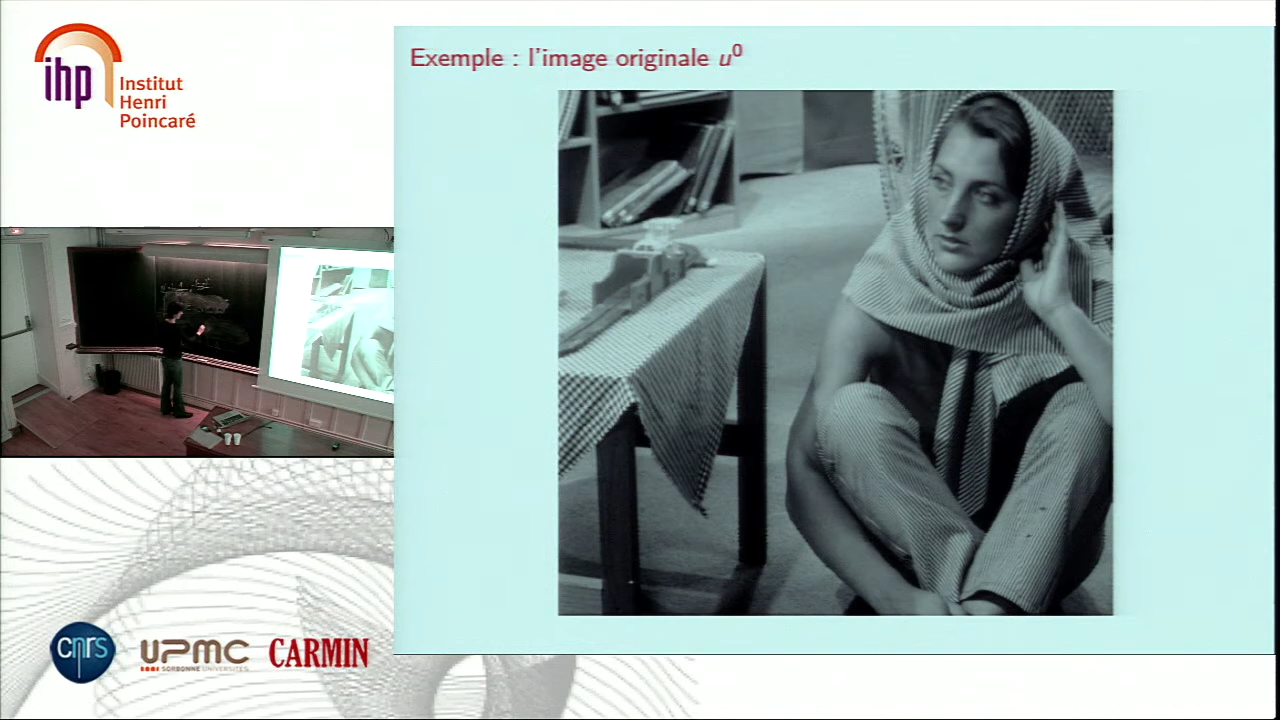 ihp
Institut
Henri
Poincaré
Exemple : l'image originale u⁰
cnrs
UPMC
SORBONNE UNIVERSITÉS
CARMIN